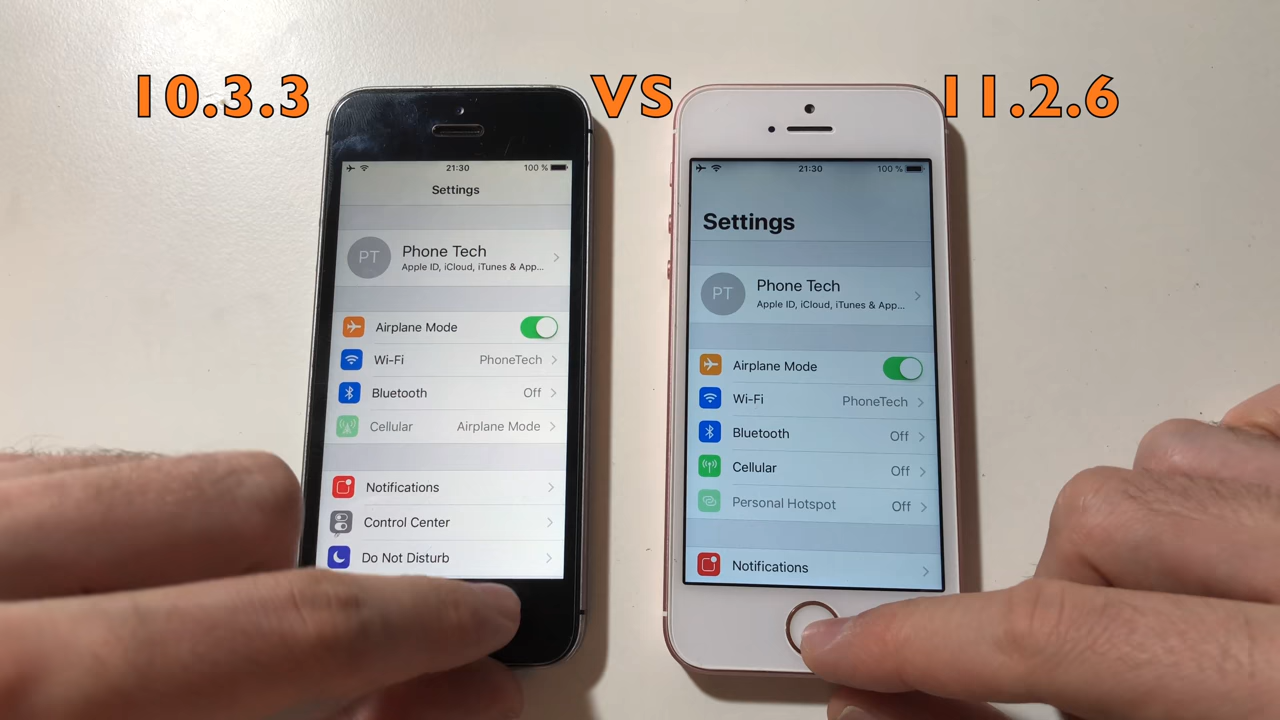 10.3.3 VS 11.2.6
21:30 100 %
Settings
PT
Phone Tech
Apple ID, iCloud, iTunes & App...
Airplane Mode
Wi-Fi PhoneTech
Bluetooth Off
Cellular Airplane Mode
Notifications
Control Center
Do Not Disturb
21:30 100 %
Settings
PT
Phone Tech
Apple ID, iCloud, iTunes & App...
Airplane Mode
Wi-Fi PhoneTech
Bluetooth Off
Cellular Off
Personal Hotspot Off
Notifications